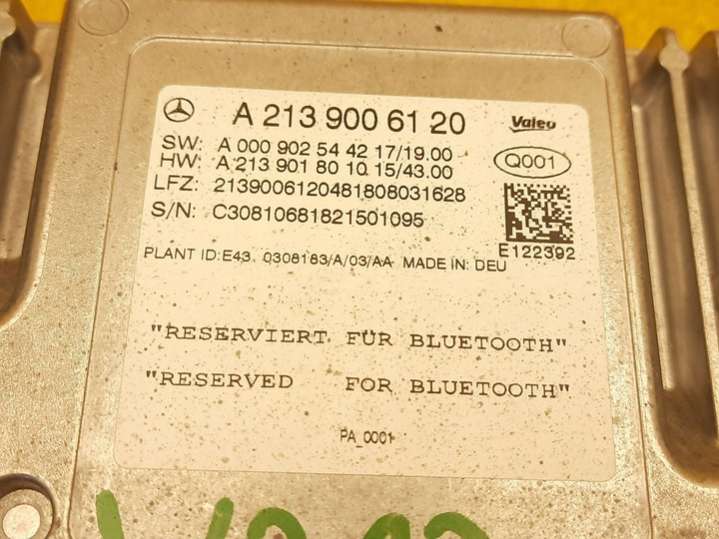 A 213 900 61 20 Valeo
SW: A 000 902 54 42 17/19.00
HW: A 213 901 80 10 15/43.00 Q001
LFZ: 2139006120481808031628
S/N: C30810681821501095
E122392
PLANT ID:E43. 0308183/A/03/AA MADE IN: DEU
"RESERVIERT FÜR BLUETOOTH"
"RESERVED FOR BLUETOOTH"
PA_0001